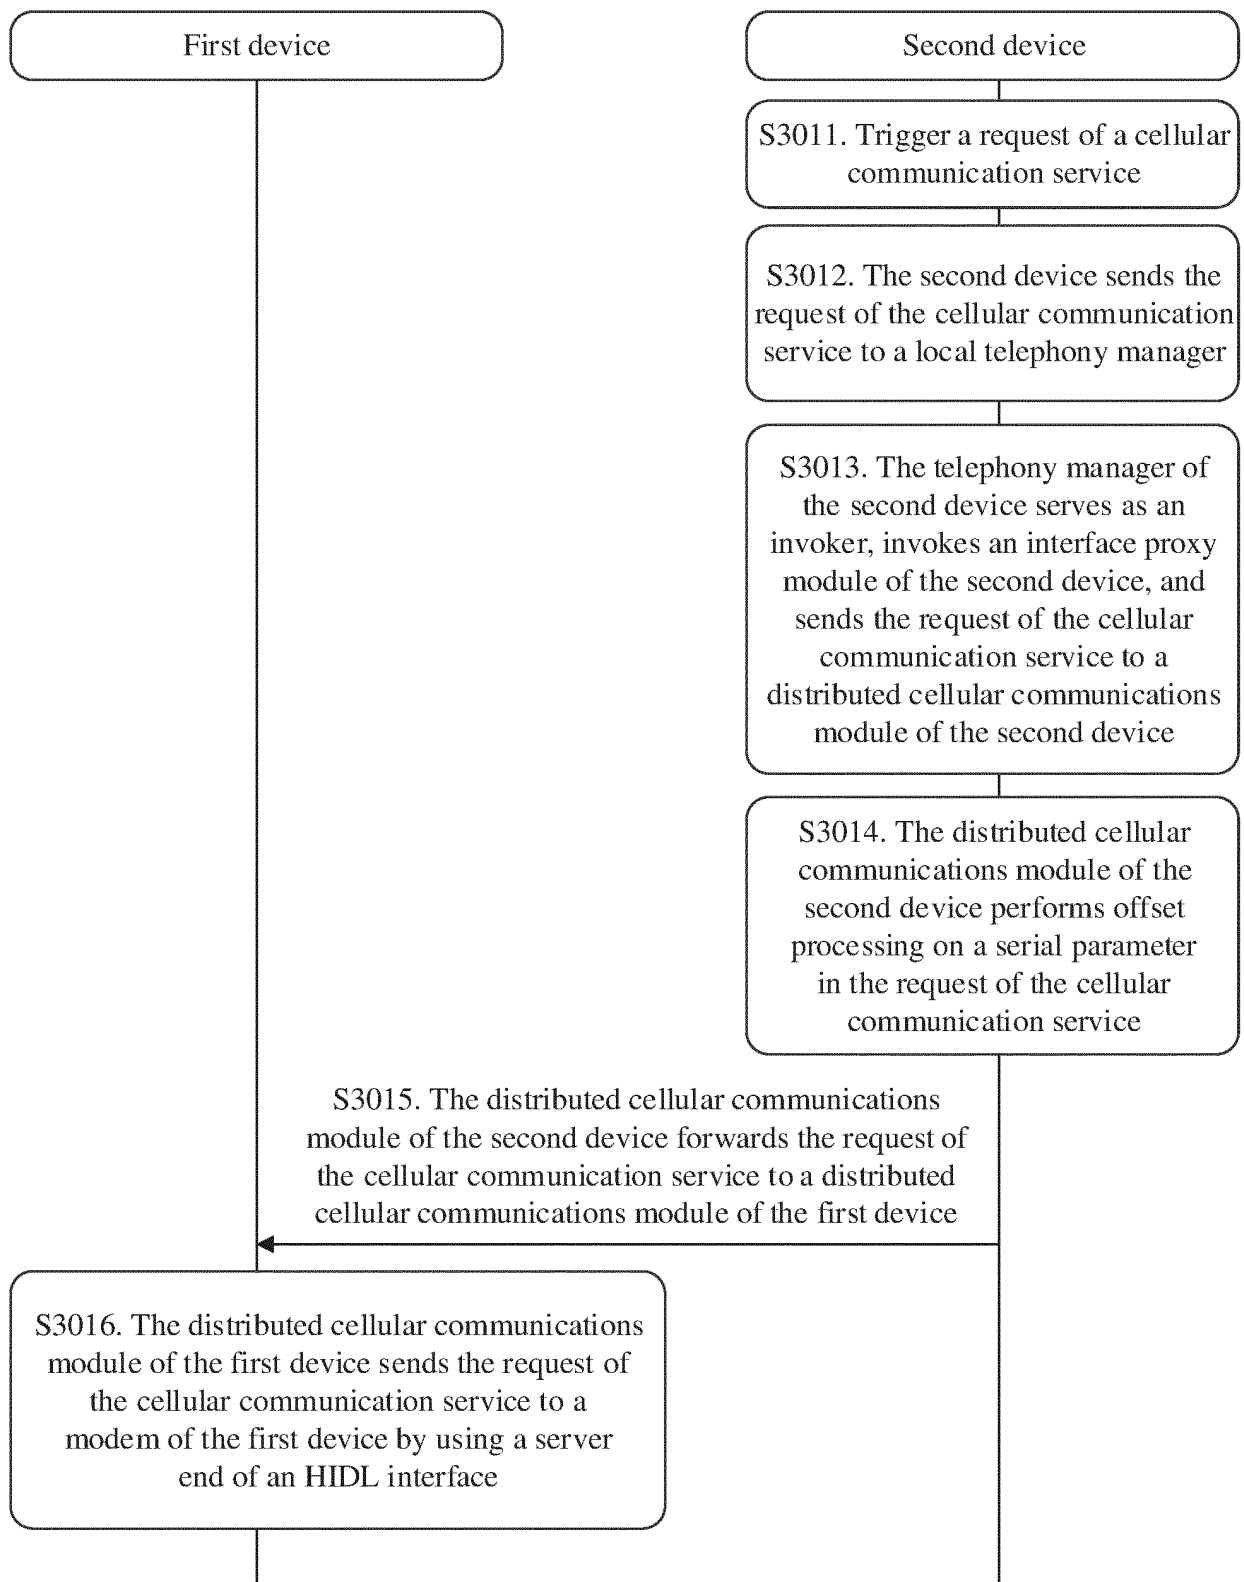 First device
Second device
S3011. Trigger a request of a cellular
communication service
S3012. The second device sends the
request of the cellular communication
service to a local telephony manager
S3013. The telephony manager of
the second device serves as an
invoker, invokes an interface proxy
module of the second device, and
sends the request of the cellular
communication service to a
distributed cellular communications
module of the second device
S3014. The distributed cellular
communications module of the
second device performs offset
processing on a serial parameter
in the request of the cellular
communication service
S3015. The distributed cellular communications
module of the second device forwards the request of
the cellular communication service to a distributed
cellular communications module of the first device
S3016. The distributed cellular communications
module of the first device sends the request of
the cellular communication service to a
modem of the first device by using a server
end of an HIDL interface